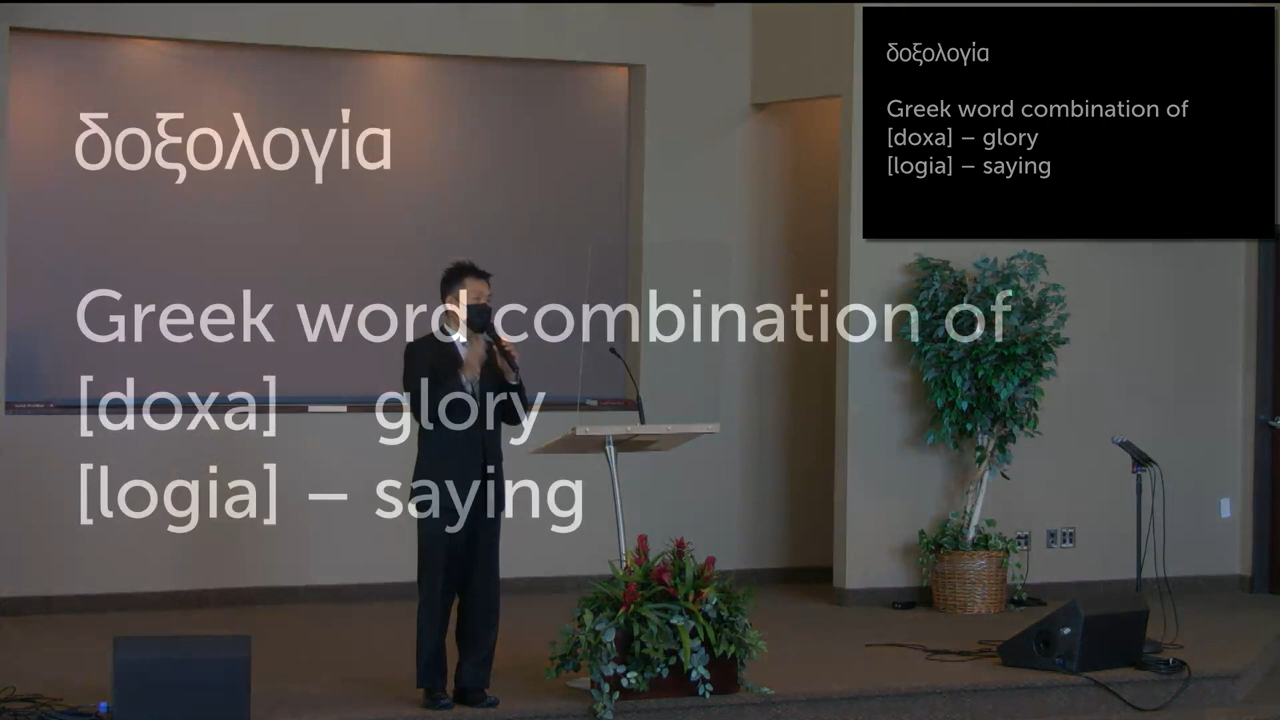 δοξολογία
Greek word combination of
[doxa] – glory
[logia] – saying
δοξολογία
Greek word combination of
[doxa] – glory
[logia] – saying